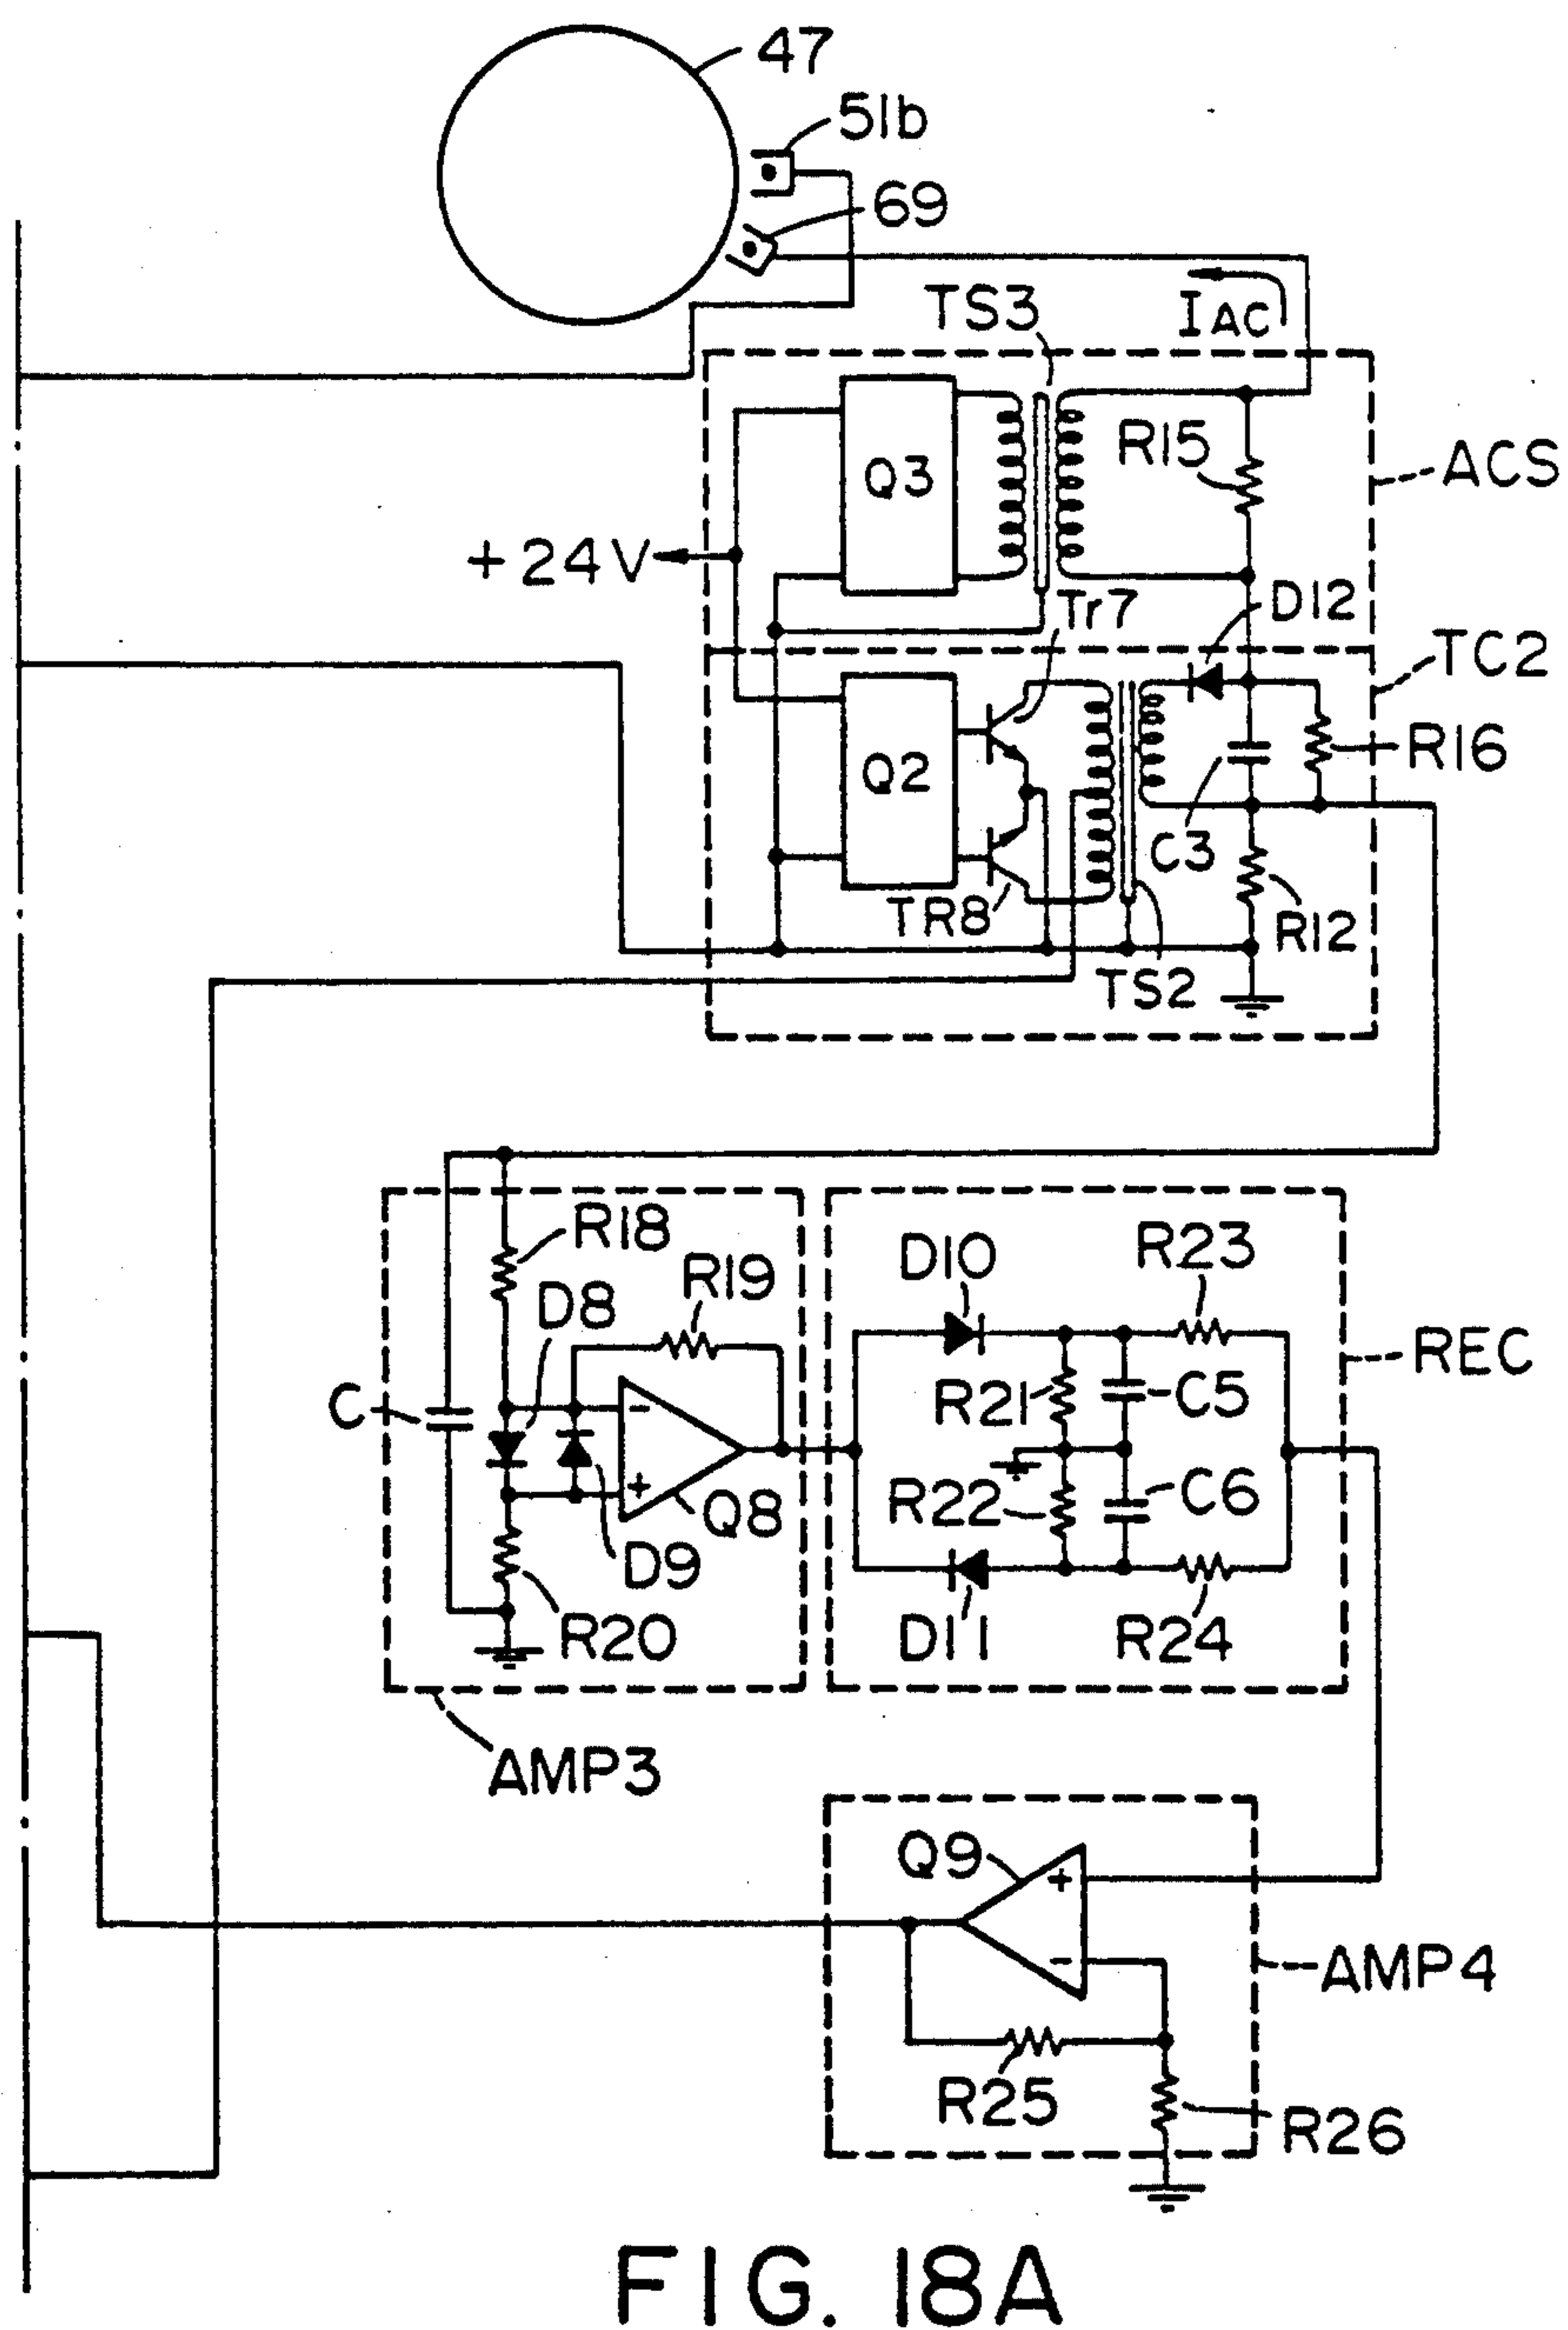 47
51b
69
TS3
IAC
Q3
R15
ACS
+24V
Tr7
D12
TC2
Q2
R16
C3
TR8
R12
TS2
R18
R19
D10
R23
D8
REC
C
-
R21
C5
+
Q8
R22
C6
D9
R20
D11
R24
AMP3
Q9
+
-
AMP4
R25
R26
FIG. 18A